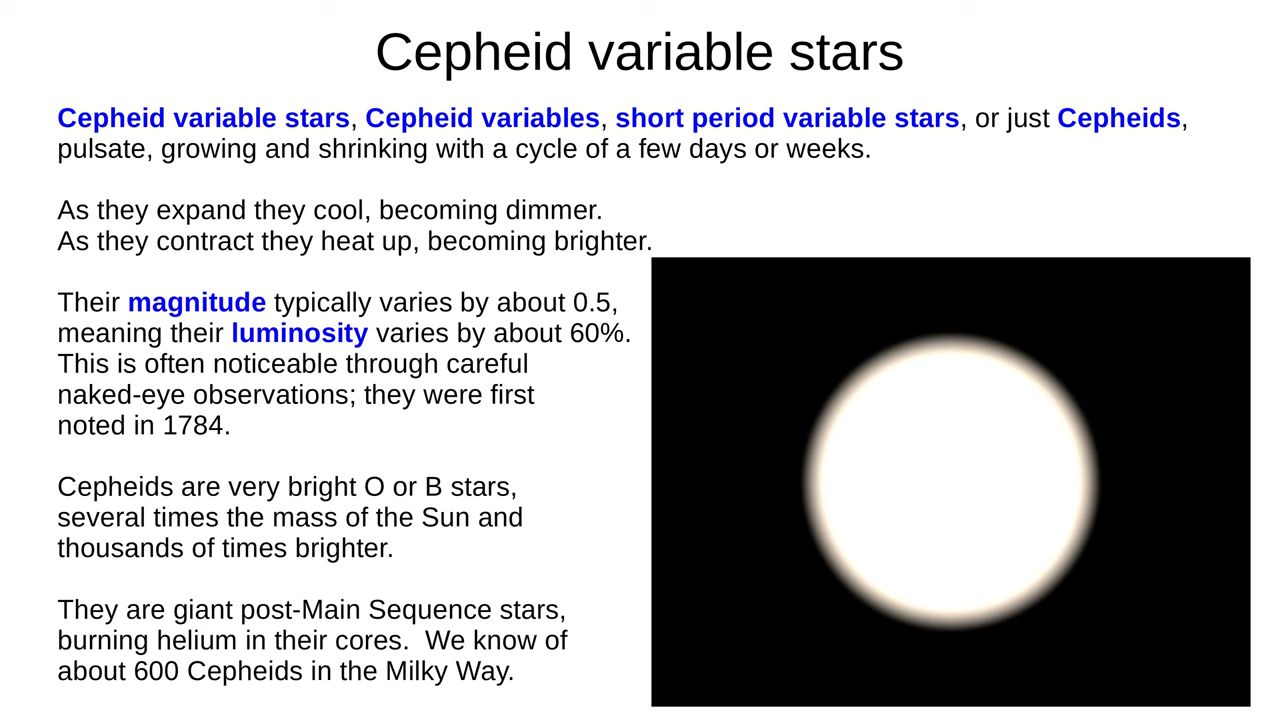 Cepheid variable stars
Cepheid variable stars, Cepheid variables, short period variable stars, or just Cepheids,
pulsate, growing and shrinking with a cycle of a few days or weeks.
As they expand they cool, becoming dimmer.
As they contract they heat up, becoming brighter.
Their magnitude typically varies by about 0.5,
meaning their luminosity varies by about 60%.
This is often noticeable through careful
naked-eye observations; they were first
noted in 1784.
Cepheids are very bright O or B stars,
several times the mass of the Sun and
thousands of times brighter.
They are giant post-Main Sequence stars,
burning helium in their cores.  We know of
about 600 Cepheids in the Milky Way.